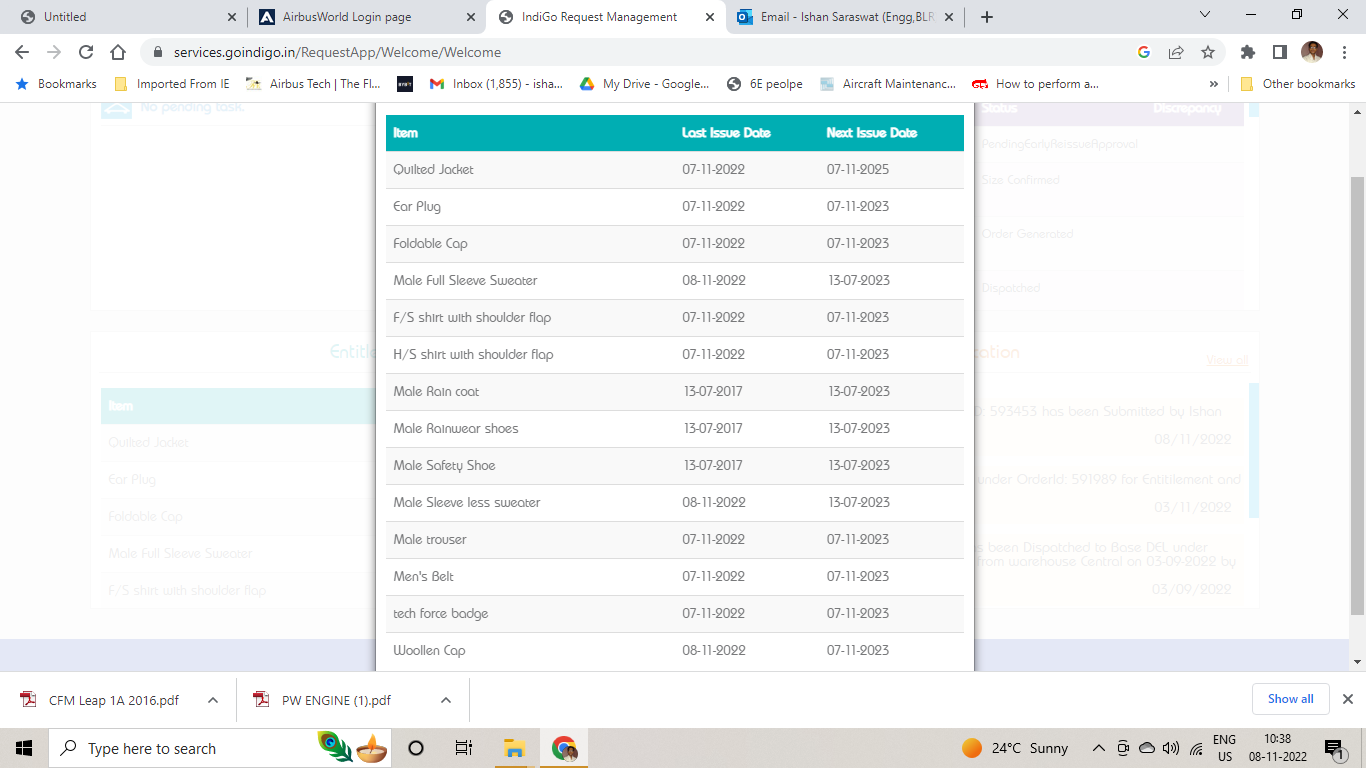 Untitled
AirbusWorld Login page
IndiGo Request Management
Email - Ishan Saraswat (Engg,BLR
services.goindigo.in/RequestApp/Welcome/Welcome
Bookmarks Imported From IE Airbus Tech | The Fl... Inbox (1,855) - isha... My Drive - Google... 6E peolpe Aircraft Maintenanc... How to perform a... » Other bookmarks
No pending task.
Status Discrepancy
PendingEarlyReissueApproval
Size Confirmed
Order Generated
Dispatched
Item Last Issue Date Next Issue Date
Quilted Jacket 07-11-2022 07-11-2025
Ear Plug 07-11-2022 07-11-2023
Foldable Cap 07-11-2022 07-11-2023
Male Full Sleeve Sweater 08-11-2022 13-07-2023
F/S shirt with shoulder flap 07-11-2022 07-11-2023
H/S shirt with shoulder flap 07-11-2022 07-11-2023
Male Rain coat 13-07-2017 13-07-2023
Male Rainwear shoes 13-07-2017 13-07-2023
Male Safety Shoe 13-07-2017 13-07-2023
Male Sleeve less sweater 08-11-2022 13-07-2023
Male trouser 07-11-2022 07-11-2023
Men's Belt 07-11-2022 07-11-2023
tech force badge 07-11-2022 07-11-2023
Woollen Cap 08-11-2022 07-11-2023
Entitle
Item
Quilted Jacket
Ear Plug
Foldable Cap
Male Full Sleeve Sweater
F/S shirt with shoulder flap
cation View all
D: 593453 has been Submitted by Ishan
08/11/2022
under OrderId: 591989 for Entitilement and
03/11/2022
s been Dispatched to Base DEL under
from warehouse Central on 03-09-2022 by
03/09/2022
CFM Leap 1A 2016.pdf
PW ENGINE (1).pdf
Show all
Type here to search
24°C Sunny
ENG
US
10:38
08-11-2022
1